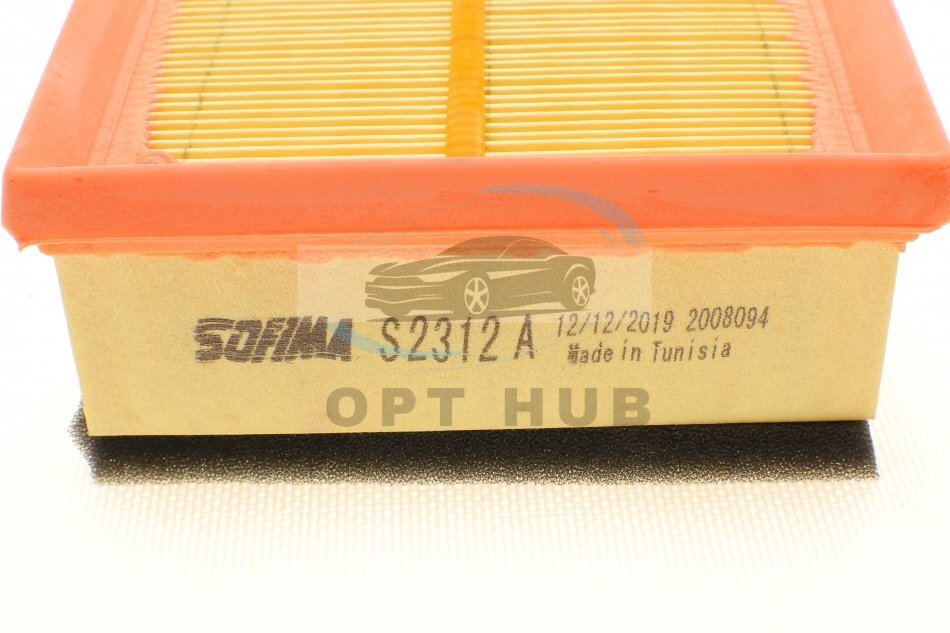 SOFIMA S2312 A 12/12/2019 2008094
Made in Tunisia
OPT HUB